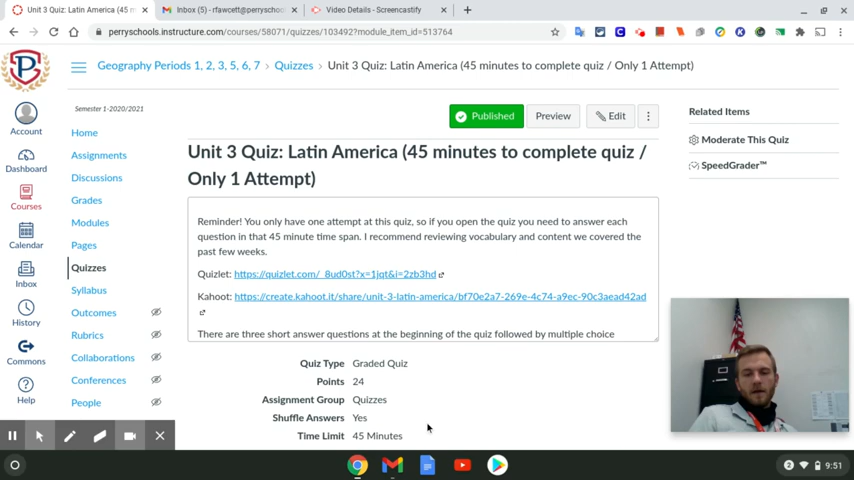 Unit 3 Quiz: Latin America (45 m
Inbox (5) - rfawcett@perryschool
Video Details - Screencastify
perryschools.instructure.com/courses/58071/quizzes/103492?module_item_id=513764
Geography Periods 1, 2, 3, 5, 6, 7 > Quizzes > Unit 3 Quiz: Latin America (45 minutes to complete quiz / Only 1 Attempt)
Semester 1-2020/2021
Account
Dashboard
Courses
Calendar
Inbox
History
Commons
Help
Home
Assignments
Discussions
Grades
Modules
Pages
Quizzes
Syllabus
Outcomes
Rubrics
Collaborations
Conferences
People
Published
Preview
Edit
Unit 3 Quiz: Latin America (45 minutes to complete quiz /
Only 1 Attempt)
Reminder! You only have one attempt at this quiz, so if you open the quiz you need to answer each
question in that 45 minute time span. I recommend reviewing vocabulary and content we covered the
past few weeks.
Quizlet: https://quizlet.com/_8ud0st?x=1jqt&i=2zb3hd
Kahoot: https://create.kahoot.it/share/unit-3-latin-america/bf70e2a7-269e-4c74-a9ec-90c3aead42ad
There are three short answer questions at the beginning of the quiz followed by multiple choice
Quiz Type Graded Quiz
Points 24
Assignment Group Quizzes
Shuffle Answers Yes
Time Limit 45 Minutes
Related Items
Moderate This Quiz
SpeedGrader™
2
9:51